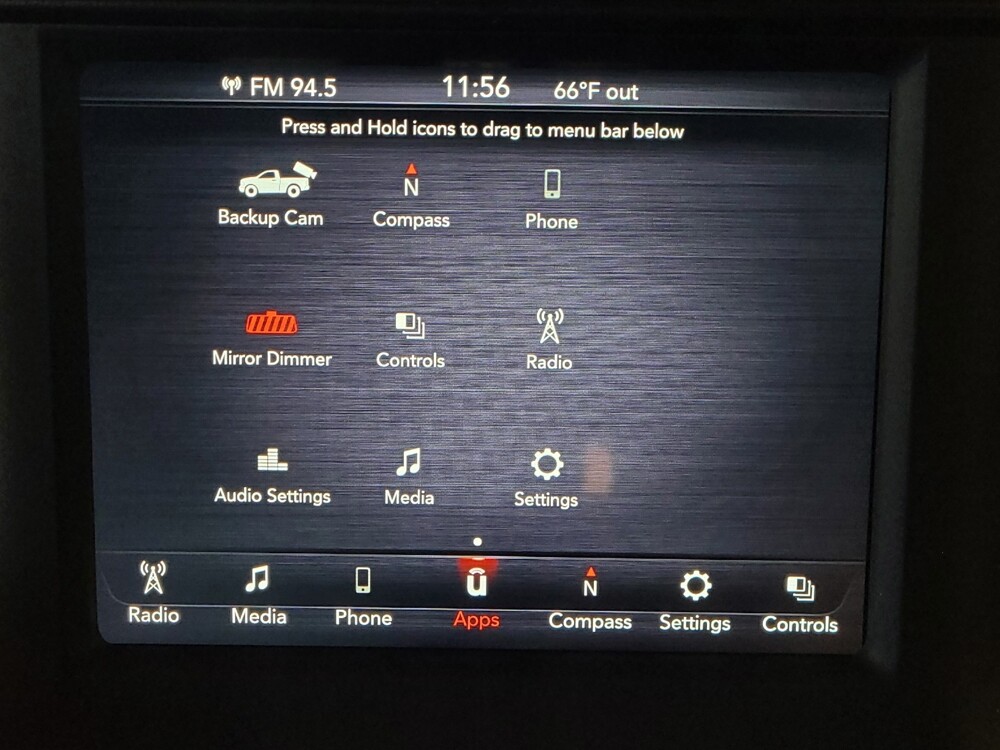 FM 94.5 11:56 66°F out
Press and Hold icons to drag to menu bar below
N
Backup Cam Compass Phone
Mirror Dimmer Controls Radio
Audio Settings Media Settings
ū N
Radio Media Phone Apps Compass Settings Controls